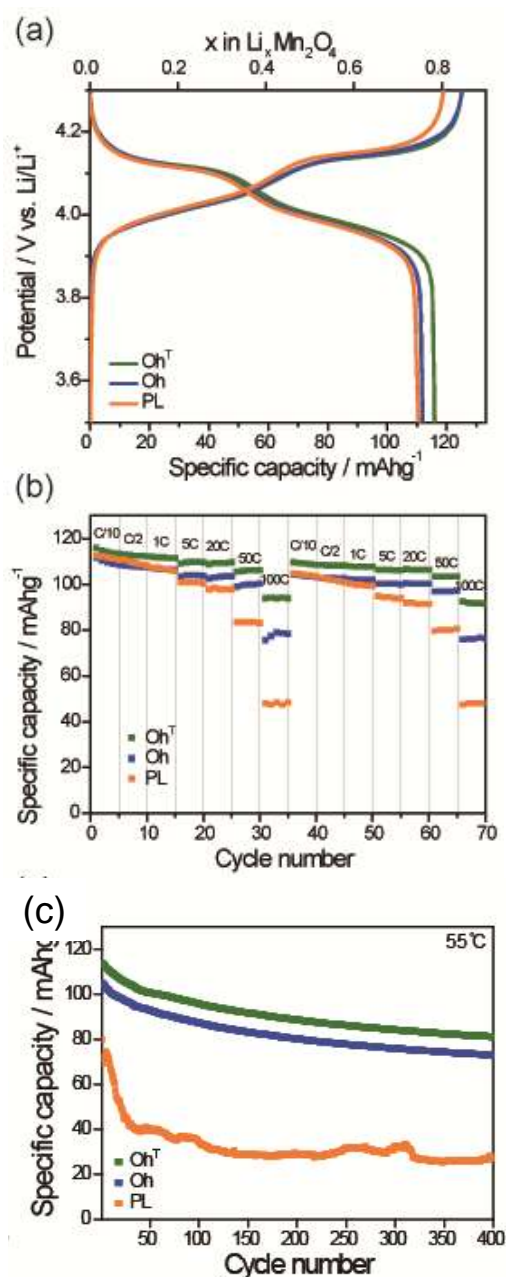 (a)
x in LiₓMn₂O₄
0.0 0.2 0.4 0.6 0.8
4.2
4.0
3.8
3.6
Potential / V vs. Li/Li⁺
Ohᵀ
Oh
PL
0 20 40 60 80 100 120
Specific capacity / mAhg⁻¹
(b)
120
100
80
60
40
20
0
Specific capacity / mAhg⁻¹
C/10 C/2 1C 5C 20C 50C 100C C/10 C/2 1C 5C 20C 50C 100C
Ohᵀ
Oh
PL
0 10 20 30 40 50 60 70
Cycle number
(c)
55℃
120
100
80
60
40
20
0
Specific capacity / mAhg
Ohᵀ
Oh
PL
50 100 150 200 250 300 350 400
Cycle number